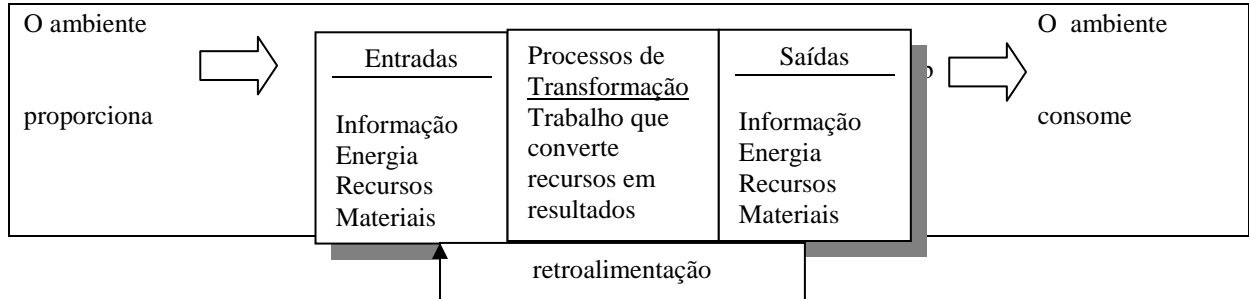 O ambiente
proporciona
Entradas
Informação
Energia
Recursos
Materiais
Processos de
Transformação
Trabalho que
converte
recursos em
resultados
Saídas
Informação
Energia
Recursos
Materiais
O ambiente
consome
retroalimentação